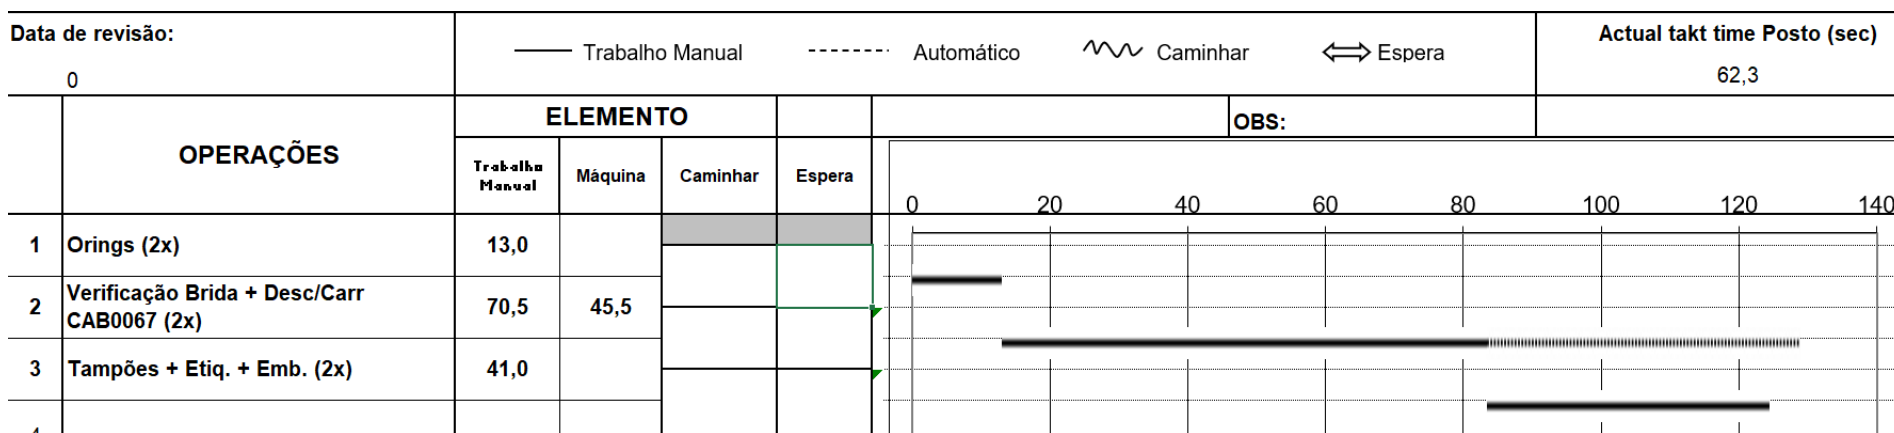 Data de revisão:
0
Trabalho Manual
Automático
Caminhar
Espera
Actual takt time Posto (sec)
62,3
OPERAÇÕES
ELEMENTO
OBS:
Trabalho
Manual
Máquina
Caminhar
Espera
0 20 40 60 80 100 120 140
1 Orings (2x) 13,0
2 Verificação Brida + Desc/Carr
CAB0067 (2x) 70,5 45,5
3 Tampões + Etiq. + Emb. (2x) 41,0